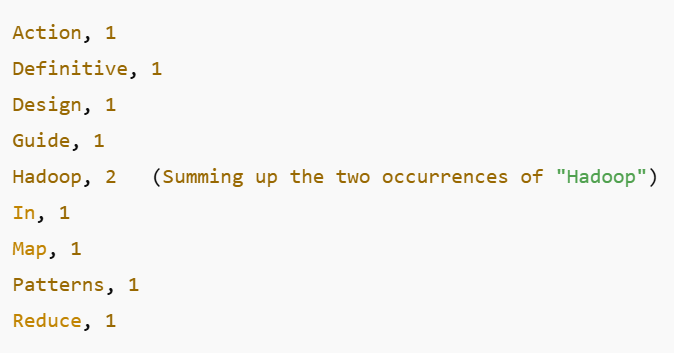 Action, 1
Definitive, 1
Design, 1
Guide, 1
Hadoop, 2   (Summing up the two occurrences of "Hadoop")
In, 1
Map, 1
Patterns, 1
Reduce, 1